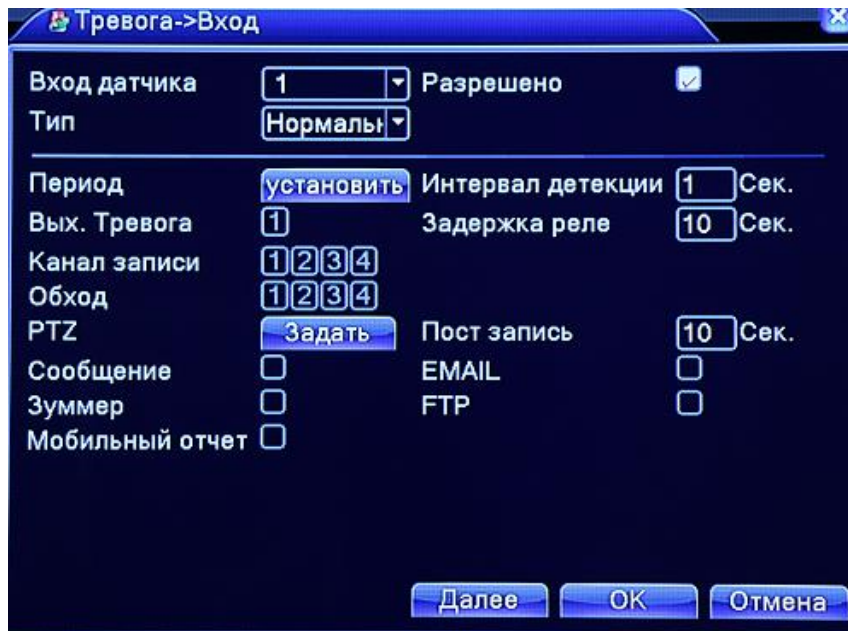 Тревога->Вход
Вход датчика 1 Разрешено
Тип Нормальн
Период установить Интервал детекции 1 Сек.
Вых. Тревога 1 Задержка реле 10 Сек.
Канал записи 1 2 3 4
Обход 1 2 3 4
PTZ Задать Пост запись 10 Сек.
Сообщение EMAIL
Зуммер FTP
Мобильный отчет
Далее OK Отмена